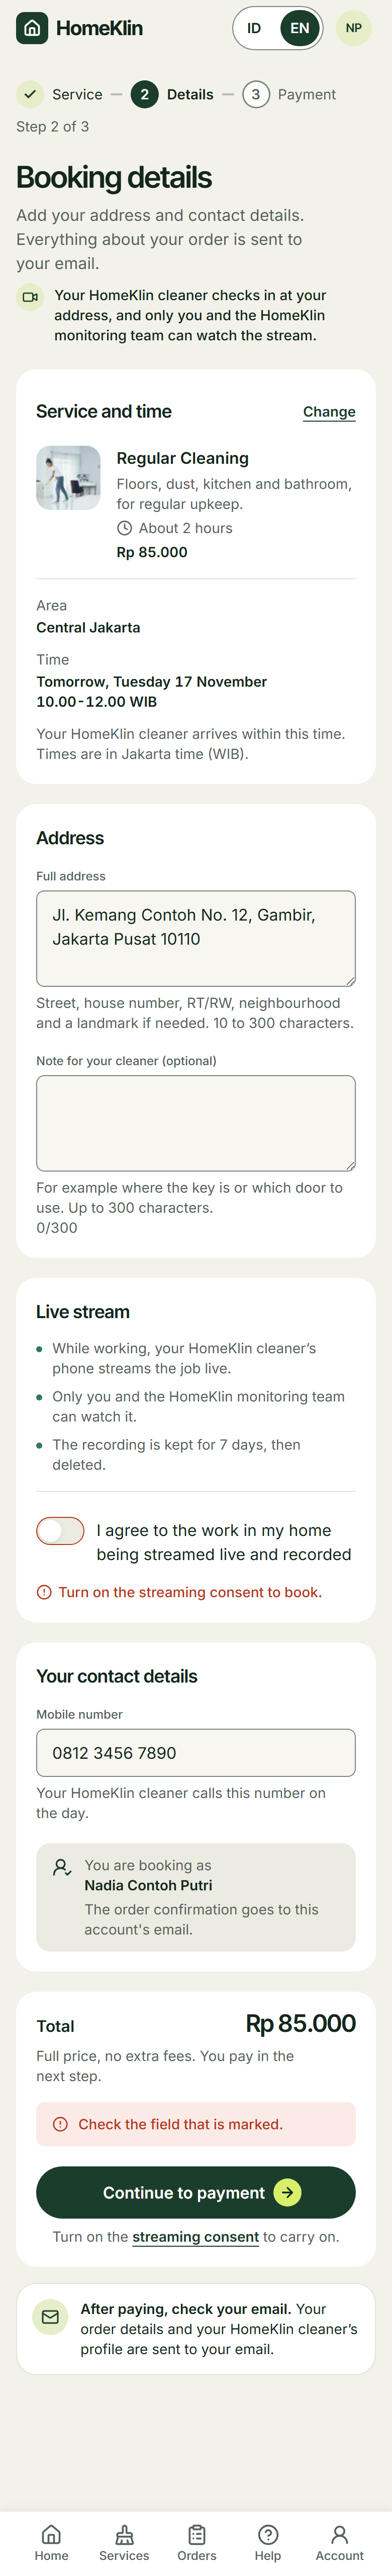 HomeKlin
ID
EN
NP
Service
2
Details
3
Payment
Step 2 of 3
Booking details
Add your address and contact details.
Everything about your order is sent to
your email.
Your HomeKlin cleaner checks in at your
address, and only you and the HomeKlin
monitoring team can watch the stream.
Service and time
Change
Regular Cleaning
Floors, dust, kitchen and bathroom,
for regular upkeep.
About 2 hours
Rp 85.000
Area
Central Jakarta
Time
Tomorrow, Tuesday 17 November
10.00-12.00 WIB
Your HomeKlin cleaner arrives within this time.
Times are in Jakarta time (WIB).
Address
Full address
Jl. Kemang Contoh No. 12, Gambir,
Jakarta Pusat 10110
Street, house number, RT/RW, neighbourhood
and a landmark if needed. 10 to 300 characters.
Note for your cleaner (optional)
For example where the key is or which door to
use. Up to 300 characters.
0/300
Live stream
While working, your HomeKlin cleaner’s
phone streams the job live.
Only you and the HomeKlin monitoring team
can watch it.
The recording is kept for 7 days, then
deleted.
I agree to the work in my home
being streamed live and recorded
Turn on the streaming consent to book.
Your contact details
Mobile number
0812 3456 7890
Your HomeKlin cleaner calls this number on
the day.
You are booking as
Nadia Contoh Putri
The order confirmation goes to this
account's email.
Total
Rp 85.000
Full price, no extra fees. You pay in the
next step.
Check the field that is marked.
Continue to payment
Turn on the streaming consent to carry on.
After paying, check your email. Your
order details and your HomeKlin cleaner’s
profile are sent to your email.
Home
Services
Orders
Help
Account